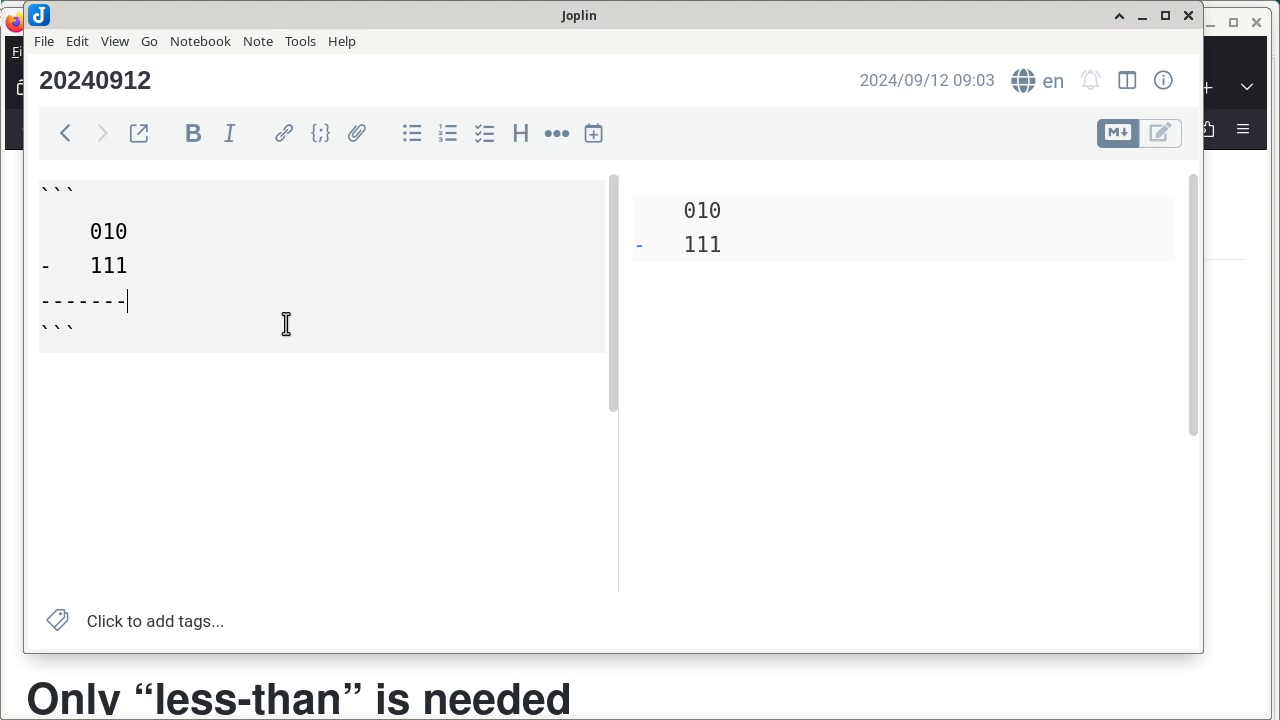 Joplin
File Edit View Go Notebook Note Tools Help
20240912
2024/09/12 09:03 en
```
    010
-   111
-------
```
    010
-   111
Click to add tags...
Only “less-than” is needed